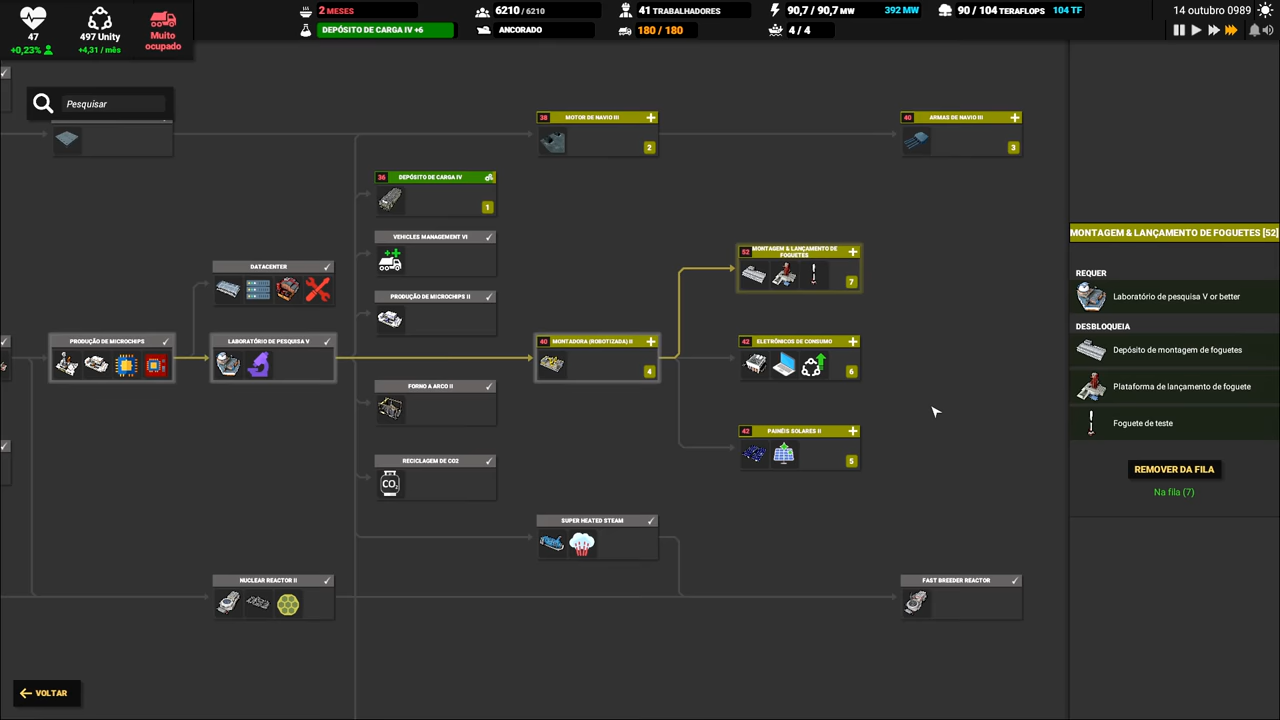 47
+0,23%
497 Unity
+4,31 / mês
Muito
ocupado
2 MESES
DEPÓSITO DE CARGA IV +6
6210 / 6210
ANCORADO
41 TRABALHADORES
180 / 180
90,7 / 90,7 MW 392 MW
4 / 4
90 / 104 TERAFLOPS 104 TF
14 outubro 0989
Pesquisar
38 MOTOR DE NAVIO III
2
40 ARMAS DE NAVIO III
3
36 DEPÓSITO DE CARGA IV
1
VEHICLES MANAGEMENT VI
DATACENTER
PRODUÇÃO DE MICROCHIPS II
52 MONTAGEM & LANÇAMENTO DE
FOGUETES
7
PRODUÇÃO DE MICROCHIPS
LABORATÓRIO DE PESQUISA V
40 MONTADORA (ROBOTIZADA) II
4
42 ELETRÔNICOS DE CONSUMO
6
FORNO A ARCO II
42 PAINÉIS SOLARES II
5
RECICLAGEM DE CO2
CO2
SUPER HEATED STEAM
NUCLEAR REACTOR II
FAST BREEDER REACTOR
MONTAGEM & LANÇAMENTO DE FOGUETES [52]
REQUER
Laboratório de pesquisa V or better
DESBLOQUEIA
Depósito de montagem de foguetes
Plataforma de lançamento de foguete
Foguete de teste
REMOVER DA FILA
Na fila (7)
VOLTAR